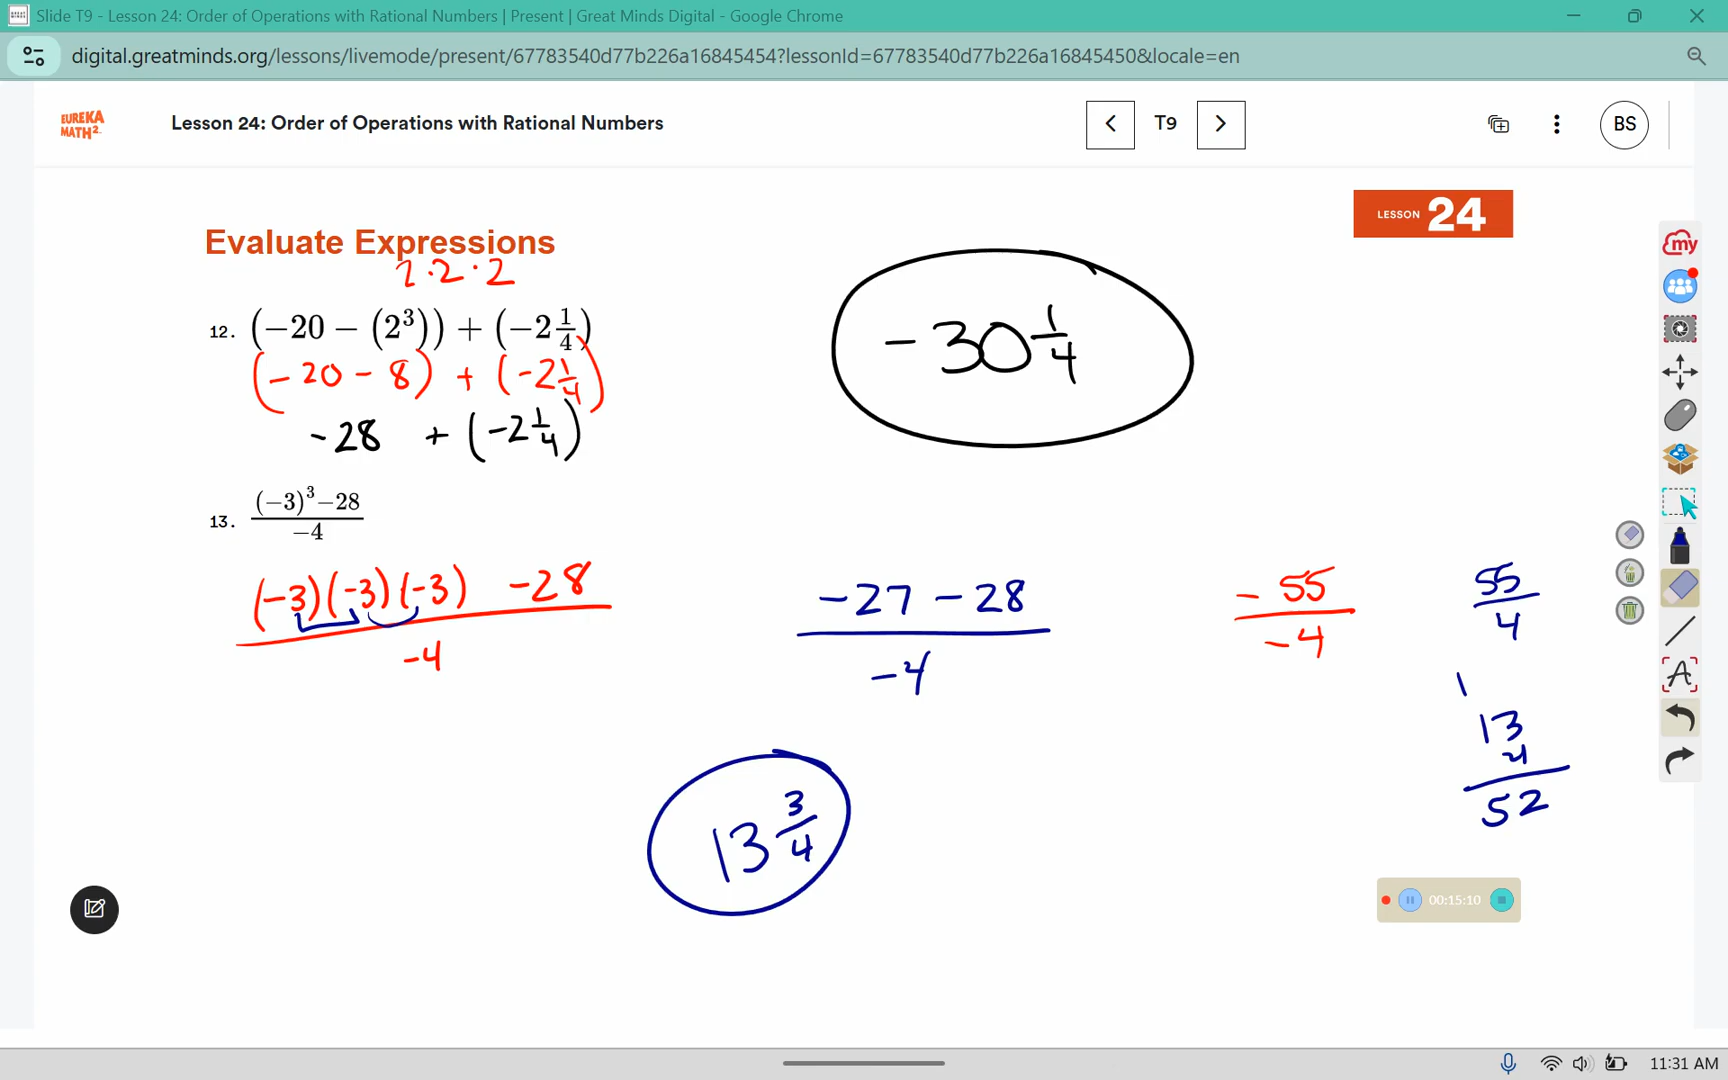 Slide T9 - Lesson 24: Order of Operations with Rational Numbers | Present | Great Minds Digital - Google Chrome
digital.greatminds.org/lessons/livemode/present/67783540d77b226a16845454?lessonId=67783540d77b226a16845450&locale=en
EUREKA
MATH²
Lesson 24: Order of Operations with Rational Numbers
T9
BS
LESSON 24
my
Evaluate Expressions
2·2·2
12. (−20 − (2³)) + (−2 1/4)
(-20 - 8) + (-2 1/4)
-28 + (-2 1/4)
-30 1/4
13. ((−3)³−28)/−4
((-3)(-3)(-3) -28)/-4
(-27 - 28)/-4
-55/-4
55/4
1
13
4
52
13 3/4
A
00:15:10
11:31 AM